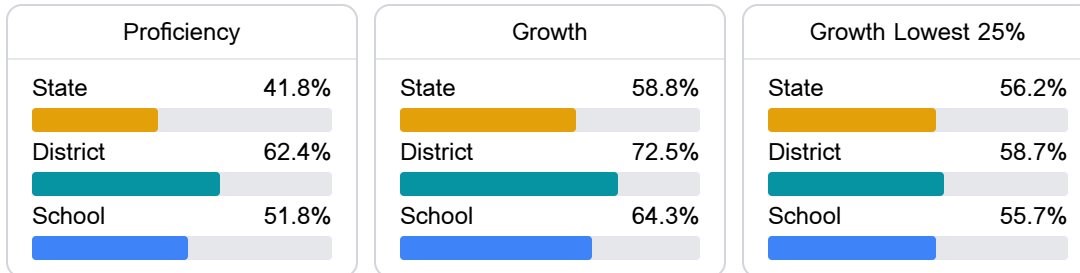 Proficiency
State 41.8%
District 62.4%
School 51.8%
Growth
State 58.8%
District 72.5%
School 64.3%
Growth Lowest 25%
State 56.2%
District 58.7%
School 55.7%